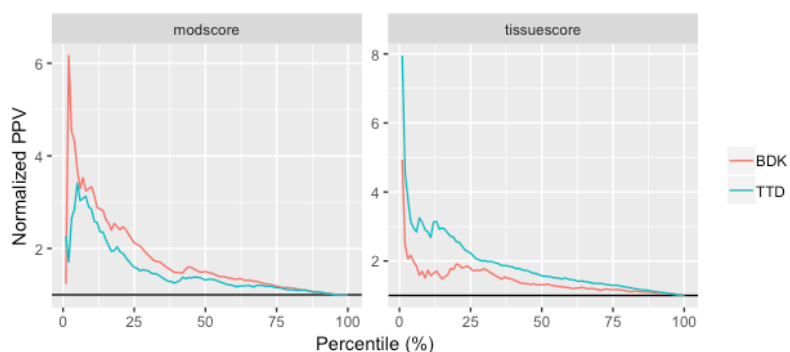 modscore
tissuescore
Normalized PPV
6
4
2
8
6
4
2
0
25
50
75
100
0
25
50
75
100
Percentile (%)
BDK
TTD